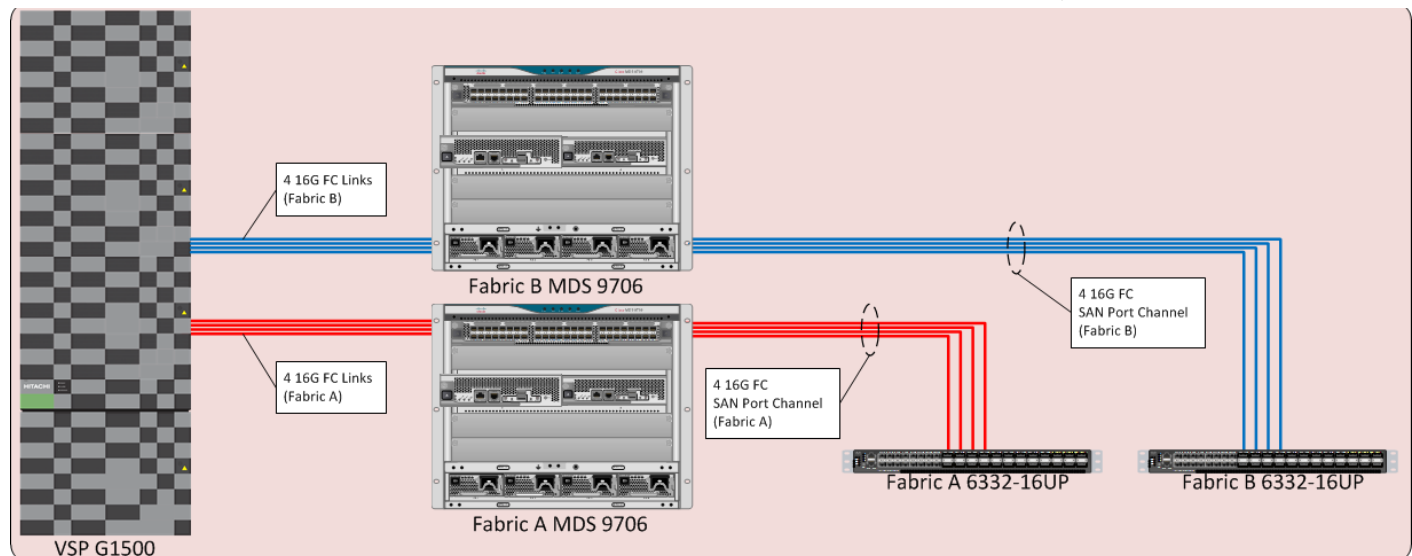 4 16G FC Links
(Fabric B)
Fabric B MDS 9706
4 16G FC
SAN Port Channel
(Fabric B)
4 16G FC Links
(Fabric A)
4 16G FC
SAN Port Channel
(Fabric A)
HITACHI
Fabric A 6332-16UP
Fabric B 6332-16UP
Fabric A MDS 9706
VSP G1500